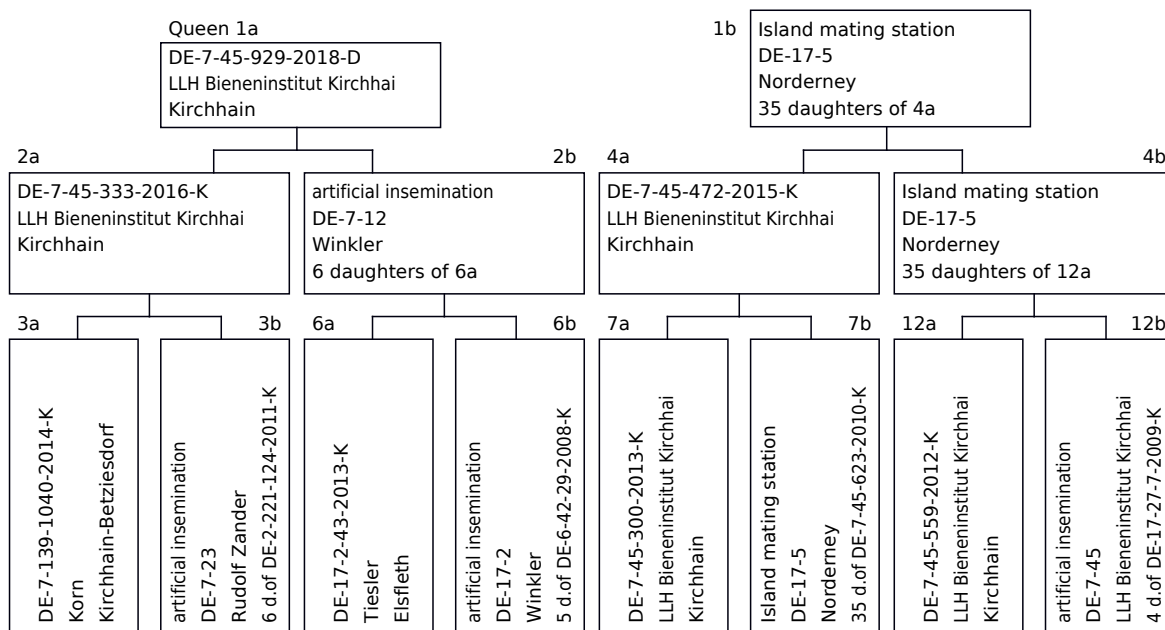 Queen 1a
DE-7-45-929-2018-D
LLH Bieneninstitut Kirchhai
Kirchhain
1b
Island mating station
DE-17-5
Norderney
35 daughters of 4a
2a
DE-7-45-333-2016-K
LLH Bieneninstitut Kirchhai
Kirchhain
2b
artificial insemination
DE-7-12
Winkler
6 daughters of 6a
4a
DE-7-45-472-2015-K
LLH Bieneninstitut Kirchhai
Kirchhain
4b
Island mating station
DE-17-5
Norderney
35 daughters of 12a
3a
DE-7-139-1040-2014-K
Korn
Kirchhain-Betziesdorf
3b
artificial insemination
DE-7-23
Rudolf Zander
6 d.of DE-2-221-124-2011-K
6a
DE-17-2-43-2013-K
Tiesler
Elsfleth
6b
artificial insemination
DE-17-2
Winkler
5 d.of DE-6-42-29-2008-K
7a
DE-7-45-300-2013-K
LLH Bieneninstitut Kirchhai
Kirchhain
7b
Island mating station
DE-17-5
Norderney
35 d.of DE-7-45-623-2010-K
12a
DE-7-45-559-2012-K
LLH Bieneninstitut Kirchhai
Kirchhain
12b
artificial insemination
DE-7-45
LLH Bieneninstitut Kirchhai
4 d.of DE-17-27-7-2009-K